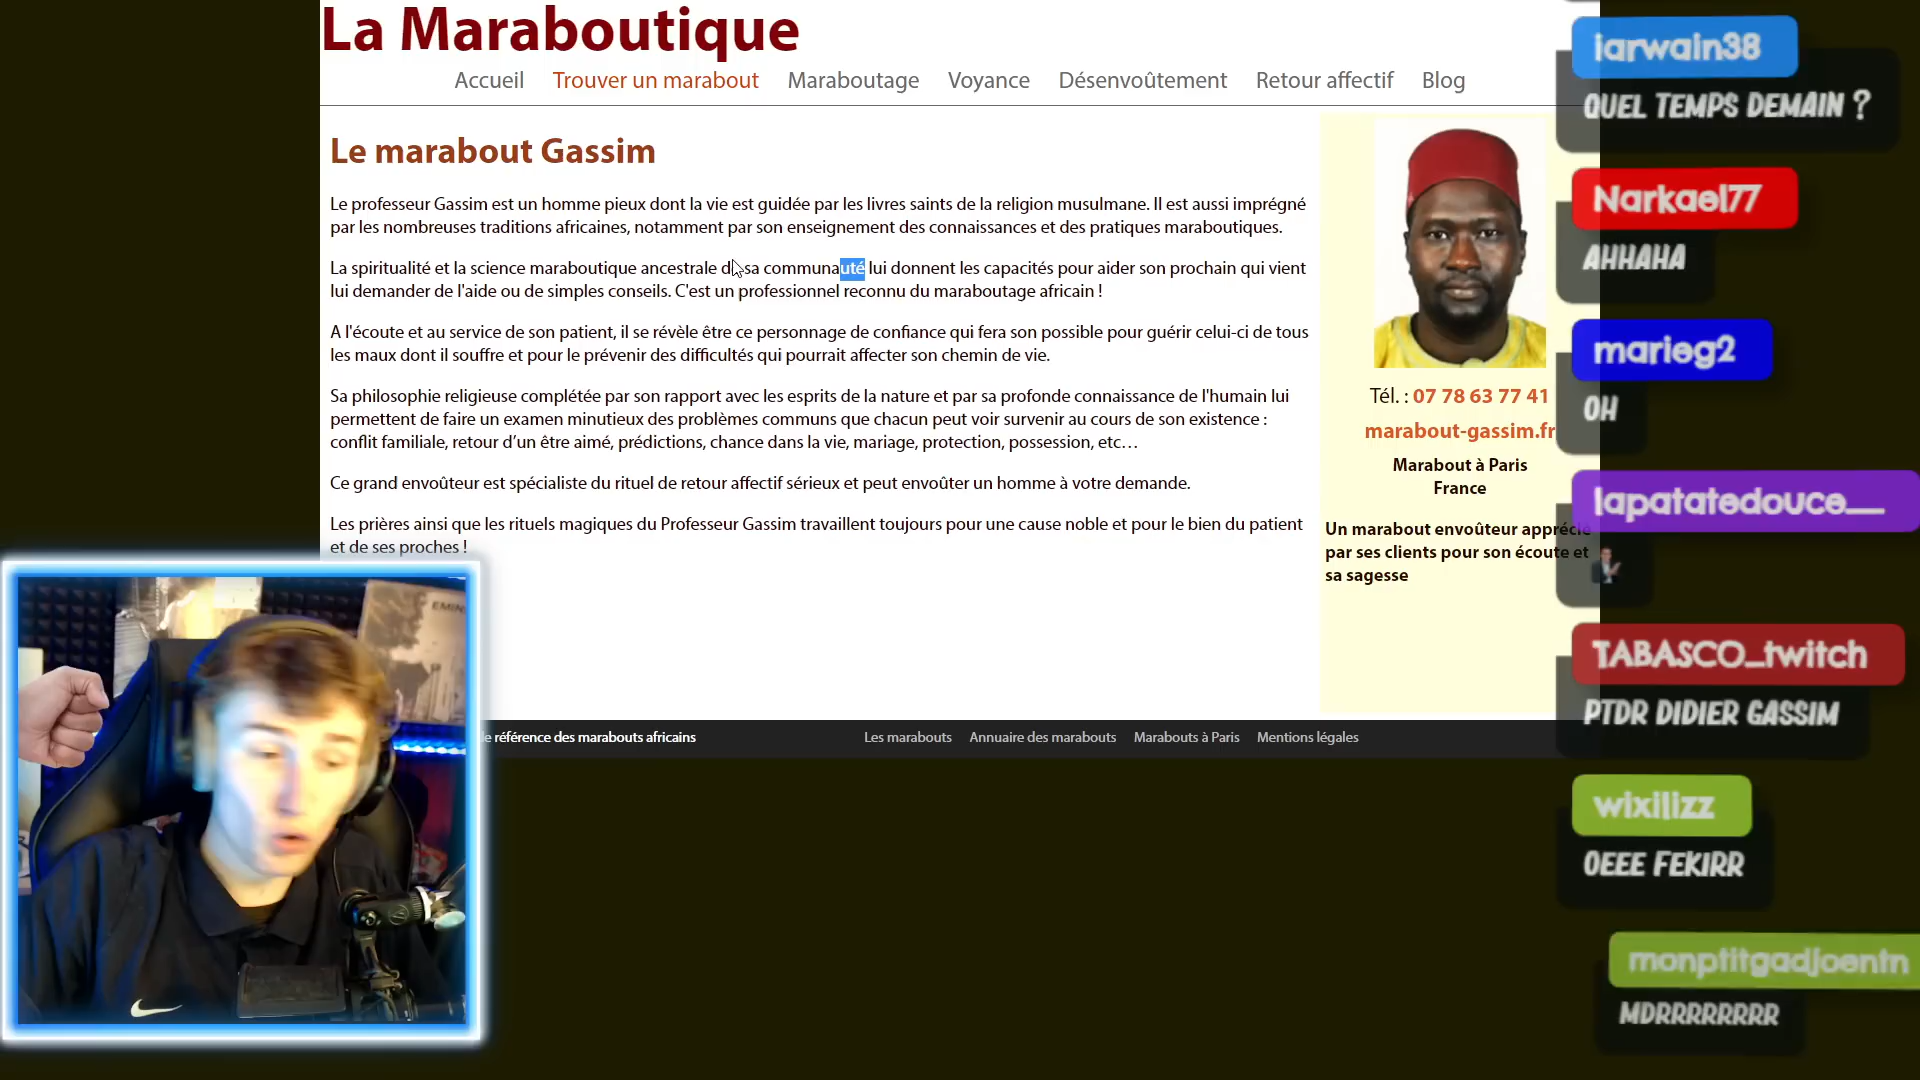 La Maraboutique
Accueil Trouver un marabout Maraboutage Voyance Désenvoûtement Retour affectif Blog
Le marabout Gassim
Le professeur Gassim est un homme pieux dont la vie est guidée par les livres saints de la religion musulmane. Il est aussi imprégné
par les nombreuses traditions africaines, notamment par son enseignement des connaissances et des pratiques maraboutiques.
La spiritualité et la science maraboutique ancestrale de sa communauté lui donnent les capacités pour aider son prochain qui vient
lui demander de l'aide ou de simples conseils. C'est un professionnel reconnu du maraboutage africain !
A l'écoute et au service de son patient, il se révèle être ce personnage de confiance qui fera son possible pour guérir celui-ci de tous
les maux dont il souffre et pour le prévenir des difficultés qui pourrait affecter son chemin de vie.
Sa philosophie religieuse complétée par son rapport avec les esprits de la nature et par sa profonde connaissance de l'humain lui
permettent de faire un examen minutieux des problèmes communs que chacun peut voir survenir au cours de son existence :
conflit familiale, retour d'un être aimé, prédictions, chance dans la vie, mariage, protection, possession, etc…
Ce grand envoûteur est spécialiste du rituel de retour affectif sérieux et peut envoûter un homme à votre demande.
Les prières ainsi que les rituels magiques du Professeur Gassim travaillent toujours pour une cause noble et pour le bien du patient
et de ses proches !
Tél. : 07 78 63 77 41
marabout-gassim.fr
Marabout à Paris
France
Un marabout envoûteur apprécié
par ses clients pour son écoute et
sa sagesse
référence des marabouts africains
Les marabouts Annuaire des marabouts Marabouts à Paris Mentions légales
iarwain38
QUEL TEMPS DEMAIN ?
Narkael77
AHHAHA
marieg2
OH
lapatatedouce__
TABASCO_twitch
PTDR DIDIER GASSIM
wixilizz
OEEE FEKIRR
monptitgadjoentn
MDRRRRRRRR
EMIN